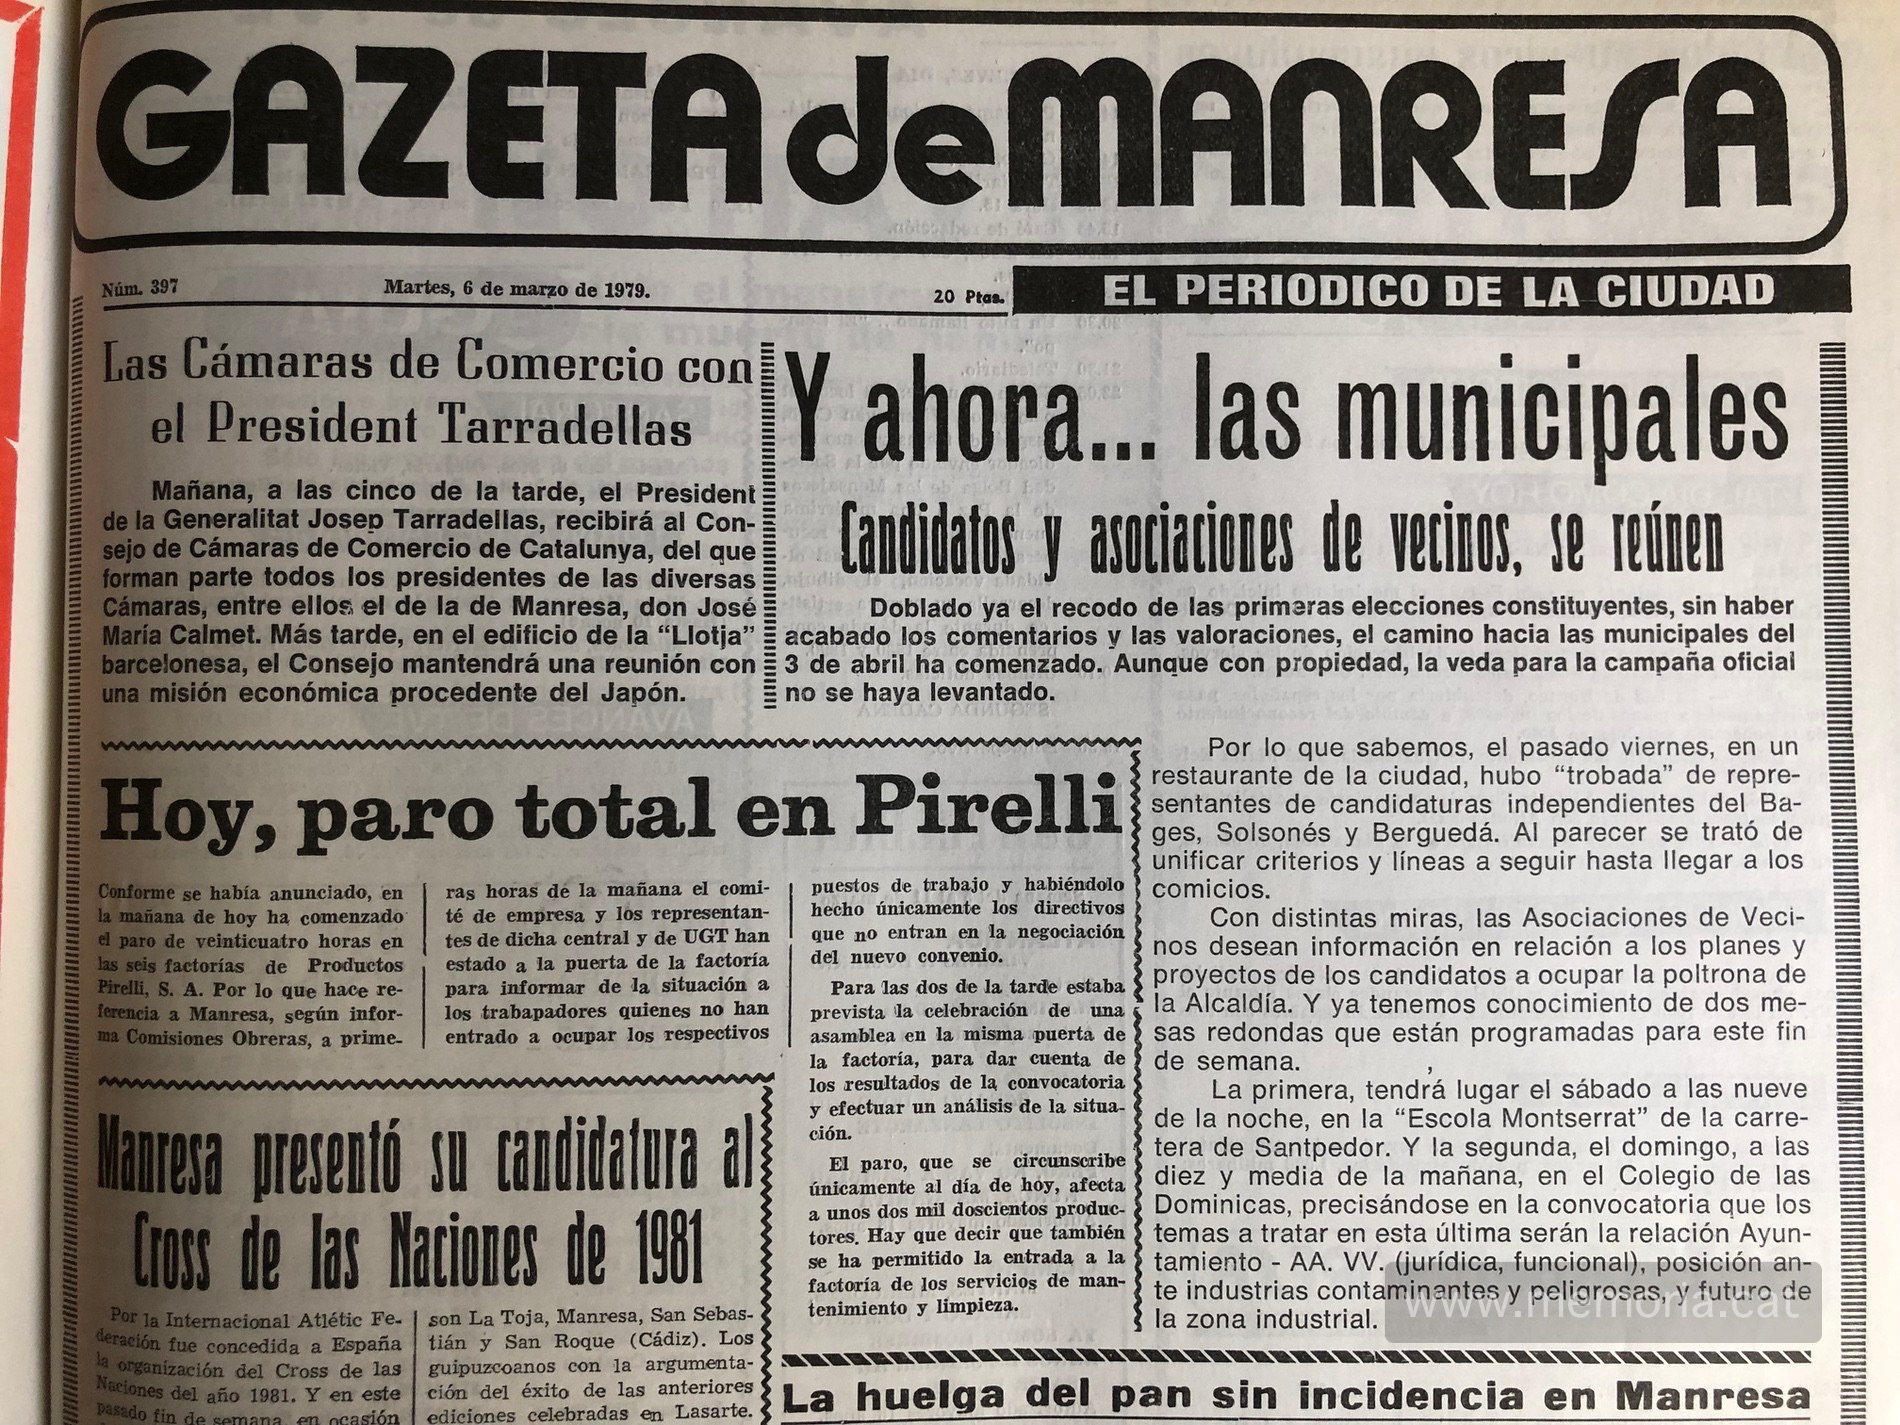 GAZETA de MANRESA
Núm. 397
Martes, 6 de marzo de 1979.
20 Ptas.
EL PERIODICO DE LA CIUDAD
Las Cámaras de Comercio con
el President Tarradellas
Mañana, a las cinco de la tarde, el President
de la Generalitat Josep Tarradellas, recibirá al Con-
sejo de Cámaras de Comercio de Catalunya, del que
forman parte todos los presidentes de las diversas
Cámaras, entre ellos el de la de Manresa, don José
María Calmet. Más tarde, en el edificio de la “Llotja”
barcelonesa, el Consejo mantendrá una reunión con
una misión económica procedente del Japón.
Y ahora... las municipales
Candidatos y asociaciones de vecinos, se reúnen
Doblado ya el recodo de las primeras elecciones constituyentes, sin haber
acabado los comentarios y las valoraciones, el camino hacia las municipales del
3 de abril ha comenzado. Aunque con propiedad, la veda para la campaña oficial
no se haya levantado.
Por lo que sabemos, el pasado viernes, en un
restaurante de la ciudad, hubo “trobada” de repre-
sentantes de candidaturas independientes del Ba-
ges, Solsonés y Berguedá. Al parecer se trató de
unificar criterios y líneas a seguir hasta llegar a los
comicios.
Con distintas miras, las Asociaciones de Veci-
nos desean información en relación a los planes y
proyectos de los candidatos a ocupar la poltrona de
la Alcaldía. Y ya tenemos conocimiento de dos me-
sas redondas que están programadas para este fin
de semana.
La primera, tendrá lugar el sábado a las nueve
de la noche, en la “Escola Montserrat” de la carre-
tera de Santpedor. Y la segunda, el domingo, a las
diez y media de la mañana, en el Colegio de las
Dominicas, precisándose en la convocatoria que los
temas a tratar en esta última serán la relación Ayun-
tamiento - AA. VV. (jurídica, funcional), posición an-
te industrias contaminantes y peligrosas, y futuro de
la zona industrial.
Hoy, paro total en Pirelli
Conforme se había anunciado, en
la mañana de hoy ha comenzado
el paro de veinticuatro horas en
las seis factorías de Productos
Pirelli, S. A. Por lo que hace re-
ferencia a Manresa, según infor-
ma Comisiones Obreras, a prime-
ras horas de la mañana el comi-
té de empresa y los representan-
tes de dicha central y de UGT han
estado a la puerta de la factoría
para informar de la situación a
los trabapadores quienes no han
entrado a ocupar los respectivos
puestos de trabajo y habiéndolo
hecho únicamente los directivos
que no entran en la negociación
del nuevo convenio.
Para las dos de la tarde estaba
prevista la celebración de una
asamblea en la misma puerta de
la factoría, para dar cuenta de
los resultados de la convocatoria
y efectuar un análisis de la situa-
ción.
El paro, que se circunscribe
únicamente al día de hoy, afecta
a unos dos mil doscientos produc-
tores. Hay que decir que también
se ha permitido la entrada a la
factoría de los servicios de man-
tenimiento y limpieza.
Manresa presentó su candidatura al
Cross de las Naciones de 1981
Por la Internacional Atlétic Fe-
deración fue concedida a España
la organización del Cross de las
Naciones del año 1981. Y en este
pasado fin de semana, en ocasión
son La Toja, Manresa, San Sebas-
tián y San Roque (Cádiz). Los
guipuzcoanos con la argumenta-
ción del éxito de las anteriores
ediciones celebradas en Lasarte.
La huelga del pan sin incidencia en Manresa
www.memoria.cat